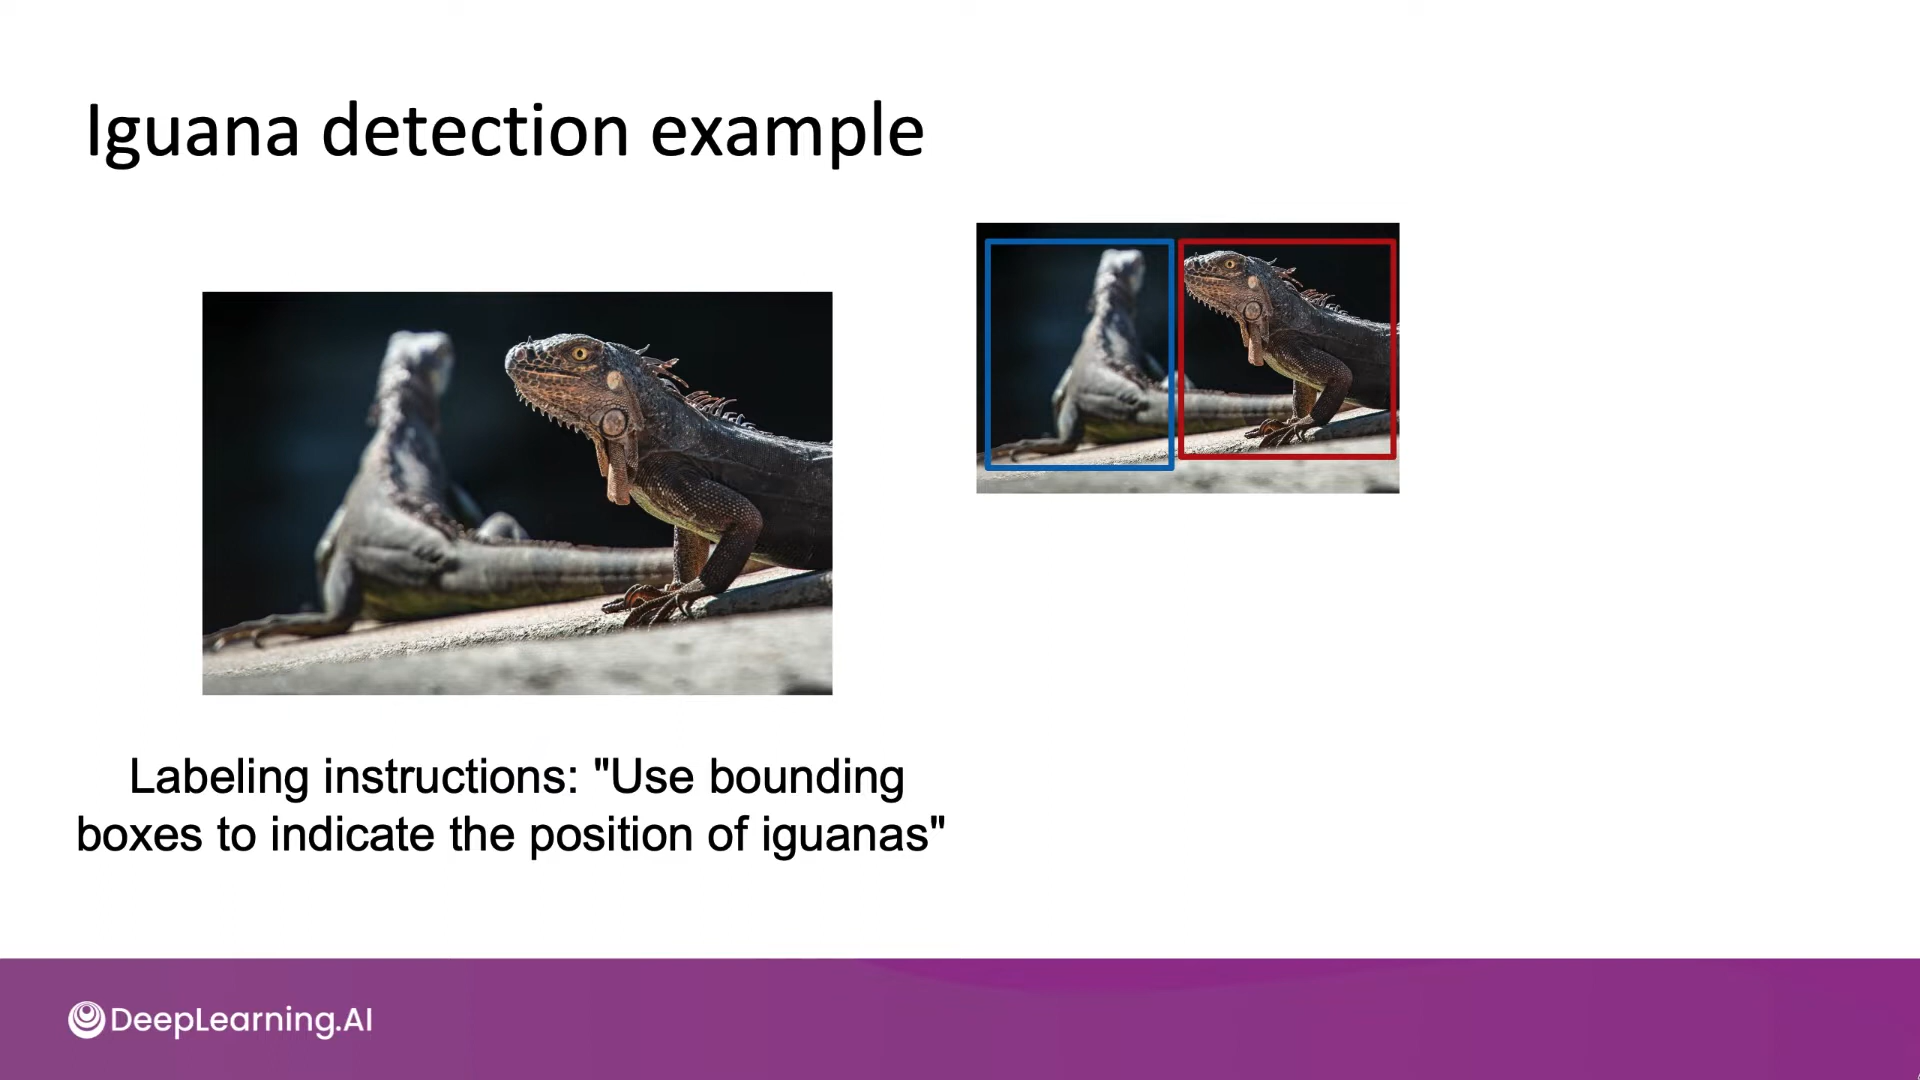 Iguana detection example
Labeling instructions: "Use bounding
boxes to indicate the position of iguanas"
DeepLearning.AI